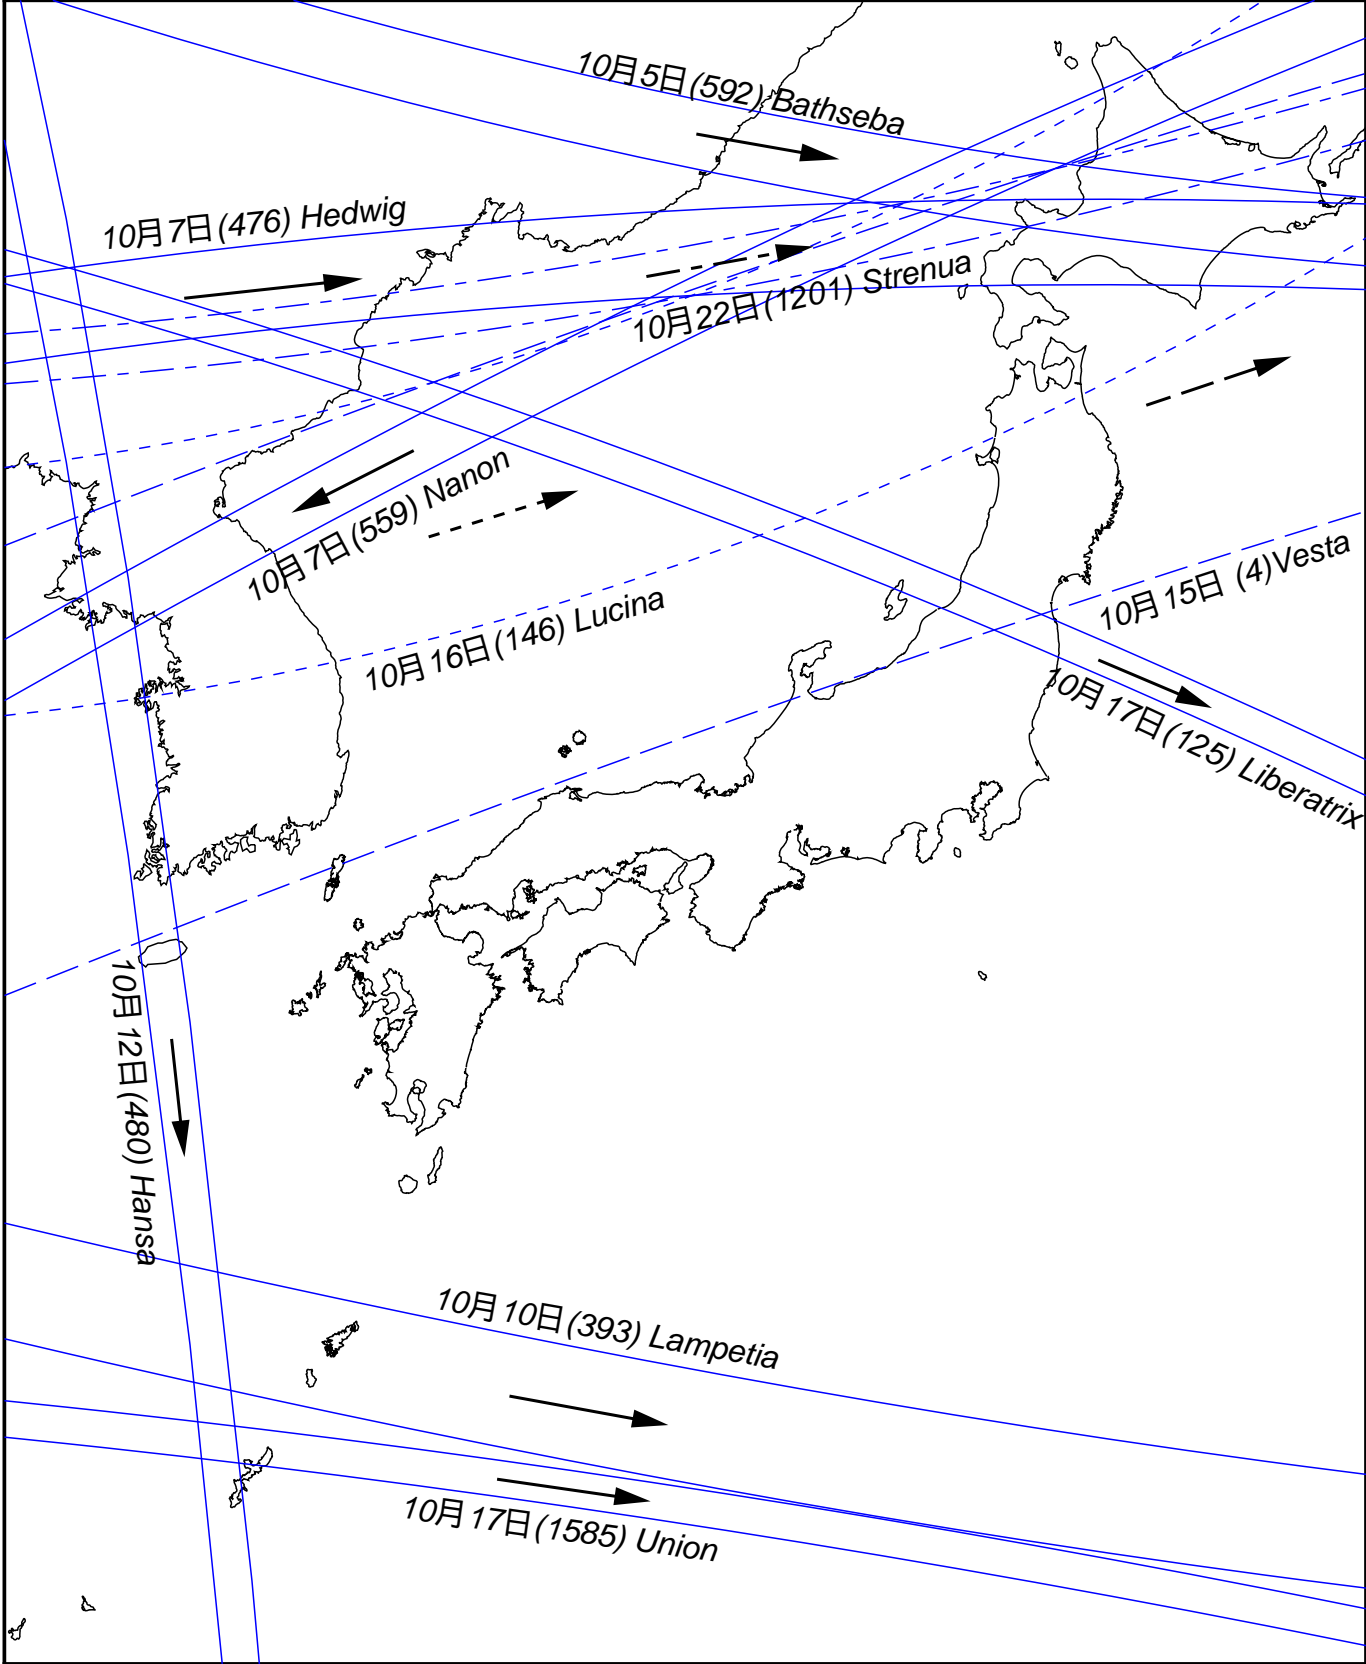 10月5日(592) Bathseba
10月7日(476) Hedwig
10月22日(1201) Strenua
10月7日(559) Nanon
10月15日 (4)Vesta
10月16日(146) Lucina
10月17日(125) Liberatrix
10月12日(480) Hansa
10月10日(393) Lampetia
10月17日(1585) Union